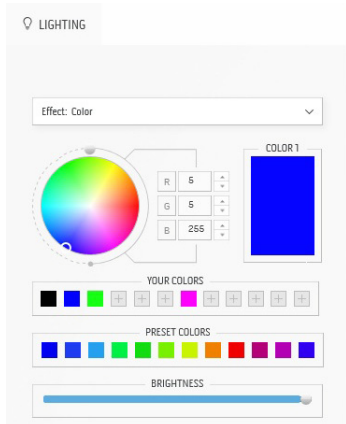 LIGHTING
Effect: Color
COLOR 1
R 5
G 5
B 255
YOUR COLORS
PRESET COLORS
BRIGHTNESS